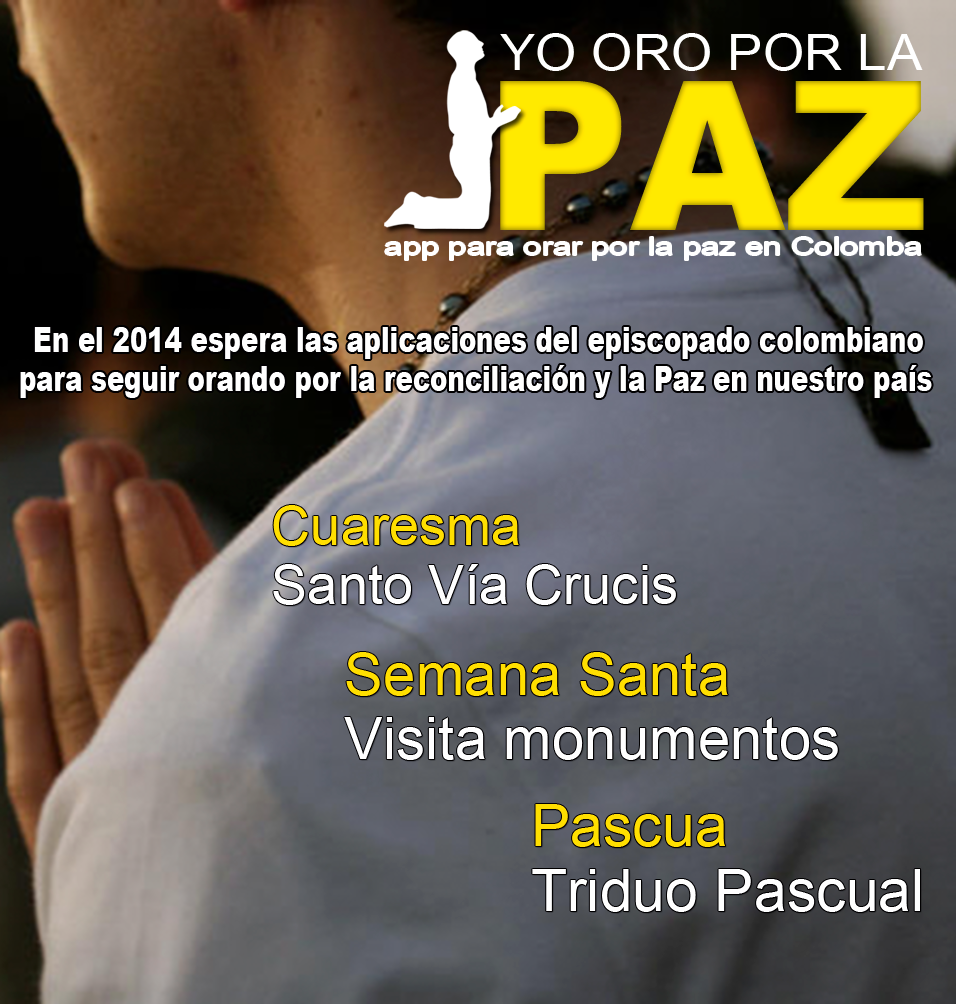 YO ORO POR LA
PAZ
app para orar por la paz en Colomba
En el 2014 espera las aplicaciones del episcopado colombiano
para seguir orando por la reconciliación y la Paz en nuestro país
Cuaresma
Santo Vía Crucis
Semana Santa
Visita monumentos
Pascua
Triduo Pascual